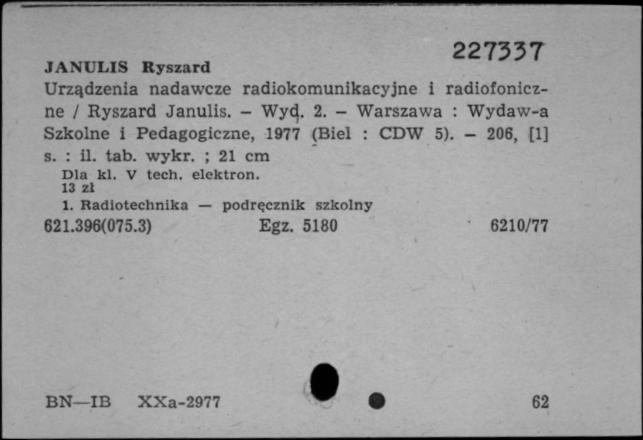 227337
JANULIS Ryszard
Urządzenia nadawcze radiokomunikacyjne i radiofonicz-
ne / Ryszard Janulis. — Wyd. 2. — Warszawa : Wydaw-a
Szkolne i Pedagogiczne, 1977 (Biel : CDW 5). — 206, [1]
s. : il. tab. wykr. ; 21 cm
Dla kl. V tech. elektron.
13 zł
1. Radiotechnika — podręcznik szkolny
621.396(075.3) Egz. 5180 6210/77
BN—IB XXa-2977 62